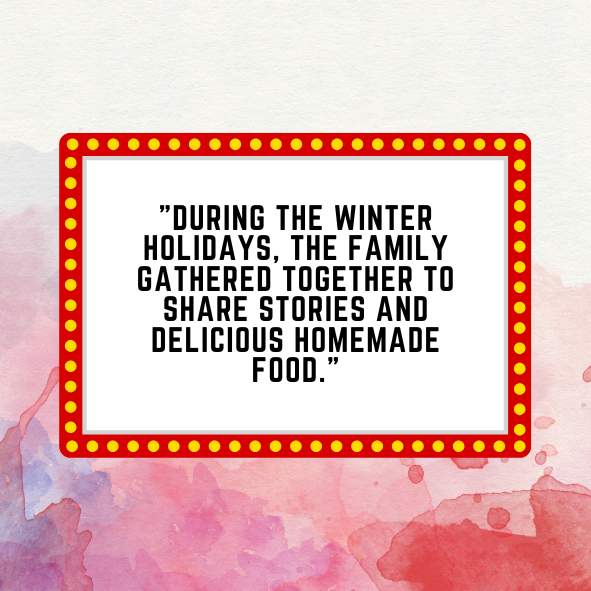 "DURING THE WINTER
HOLIDAYS, THE FAMILY
GATHERED TOGETHER TO
SHARE STORIES AND
DELICIOUS HOMEMADE
FOOD."